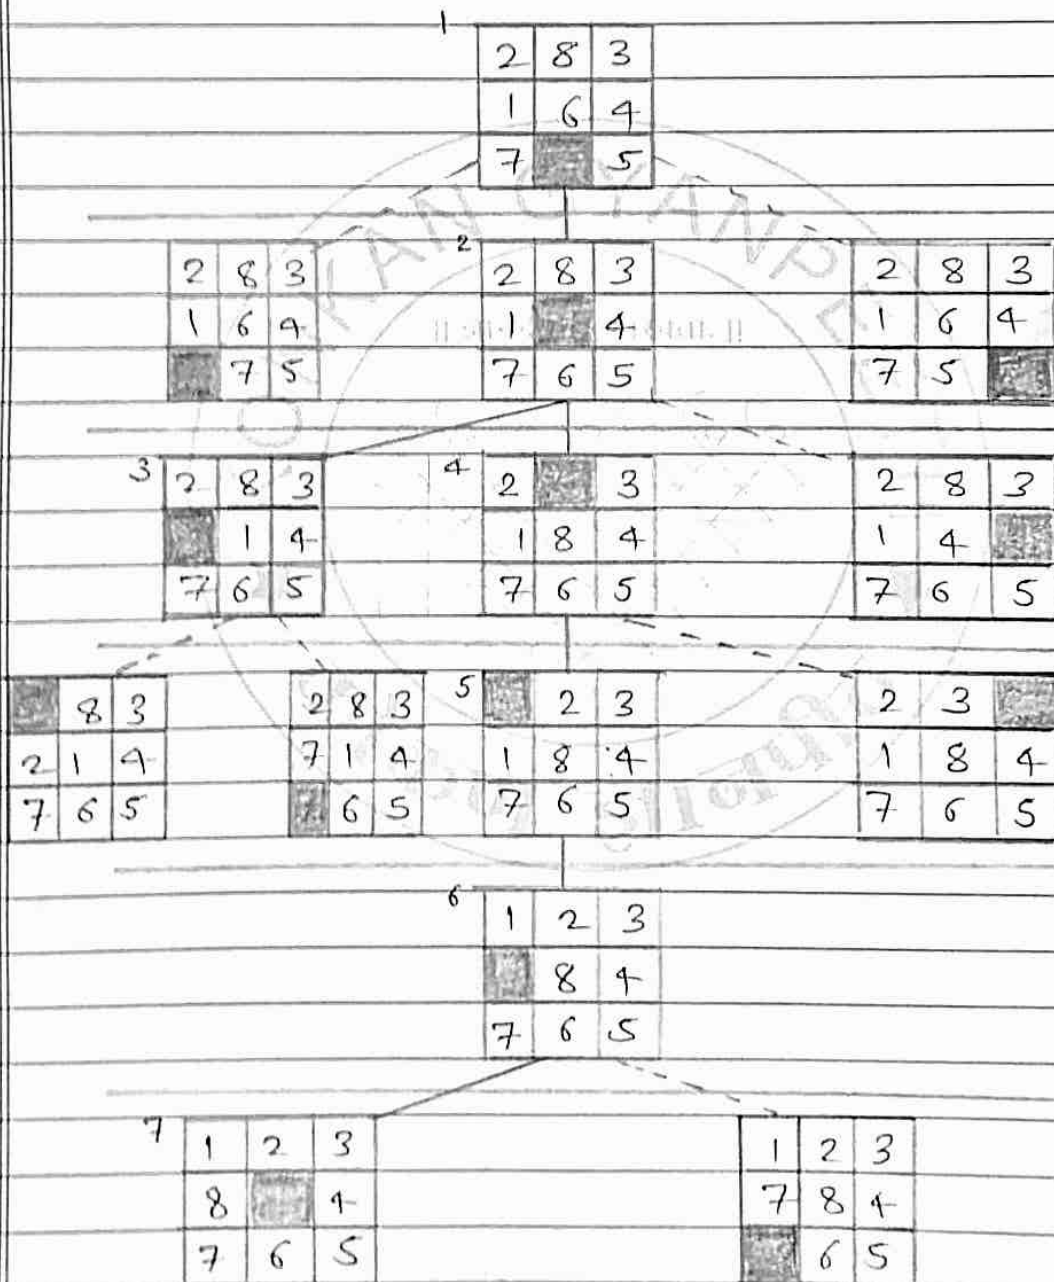 1
2 8 3
1 6 4
7 5
2 8 3 2 2 8 3 2 8 3
1 6 4 1 4 1 6 4
7 5 7 6 5 7 5
3 2 8 3 4 2 3 2 8 3
1 4 1 8 4 1 4
7 6 5 7 6 5 7 6 5
8 3 2 8 3 5 2 3 2 3
2 1 4 7 1 4 1 8 4 1 8 4
7 6 5 7 6 5 7 6 5 7 6 5
6 1 2 3
8 4
7 6 5
7 1 2 3 1 2 3
8 4 7 8 4
7 6 5 6 5